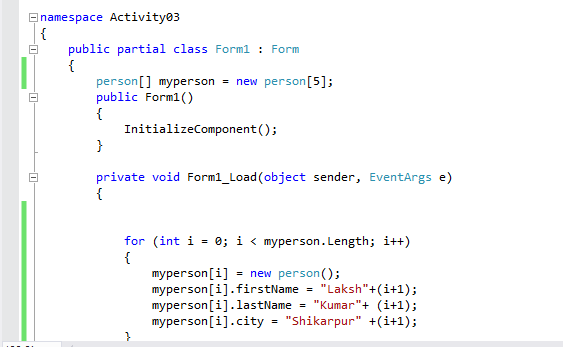 namespace Activity03
{
public partial class Form1 : Form
{
person[] myperson = new person[5];
public Form1()
{
InitializeComponent();
}
private void Form1_Load(object sender, EventArgs e)
{
for (int i = 0; i < myperson.Length; i++)
{
myperson[i] = new person();
myperson[i].firstName = "Laksh"+(i+1);
myperson[i].lastName = "Kumar"+ (i+1);
myperson[i].city = "Shikarpur" +(i+1);
}